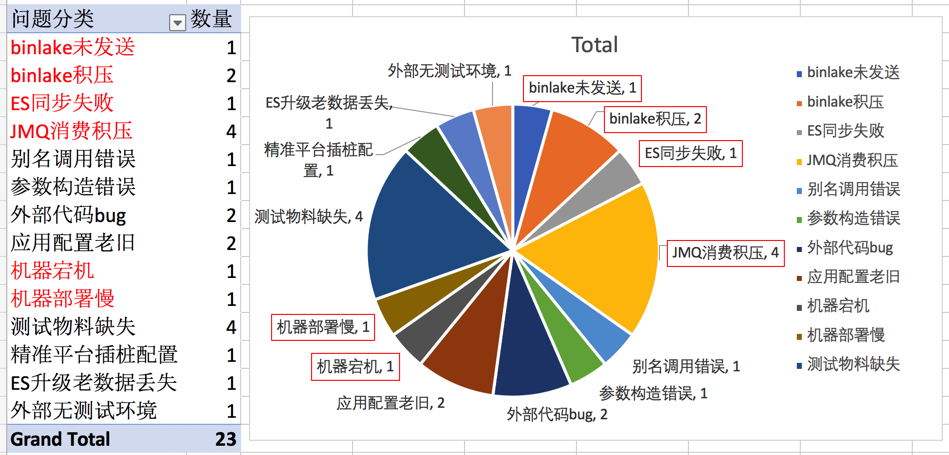 问题分类 数量
binlake未发送 1
binlake积压 2
ES同步失败 1
JMQ消费积压 4
别名调用错误 1
参数构造错误 1
外部代码bug 2
应用配置老旧 2
机器宕机 1
机器部署慢 1
测试物料缺失 4
精准平台插桩配置 1
ES升级老数据丢失 1
外部无测试环境 1
Grand Total 23
Total
外部无测试环境, 1
binlake未发送, 1
ES升级老数据丢失,
1
binlake积压, 2
精准平台插桩配
置, 1
ES同步失败, 1
测试物料缺失, 4
JMQ消费积压, 4
机器部署慢, 1
机器宕机, 1
别名调用错误, 1
参数构造错误, 1
应用配置老旧, 2
外部代码bug, 2
binlake未发送
binlake积压
ES同步失败
JMQ消费积压
别名调用错误
参数构造错误
外部代码bug
应用配置老旧
机器宕机
机器部署慢
测试物料缺失